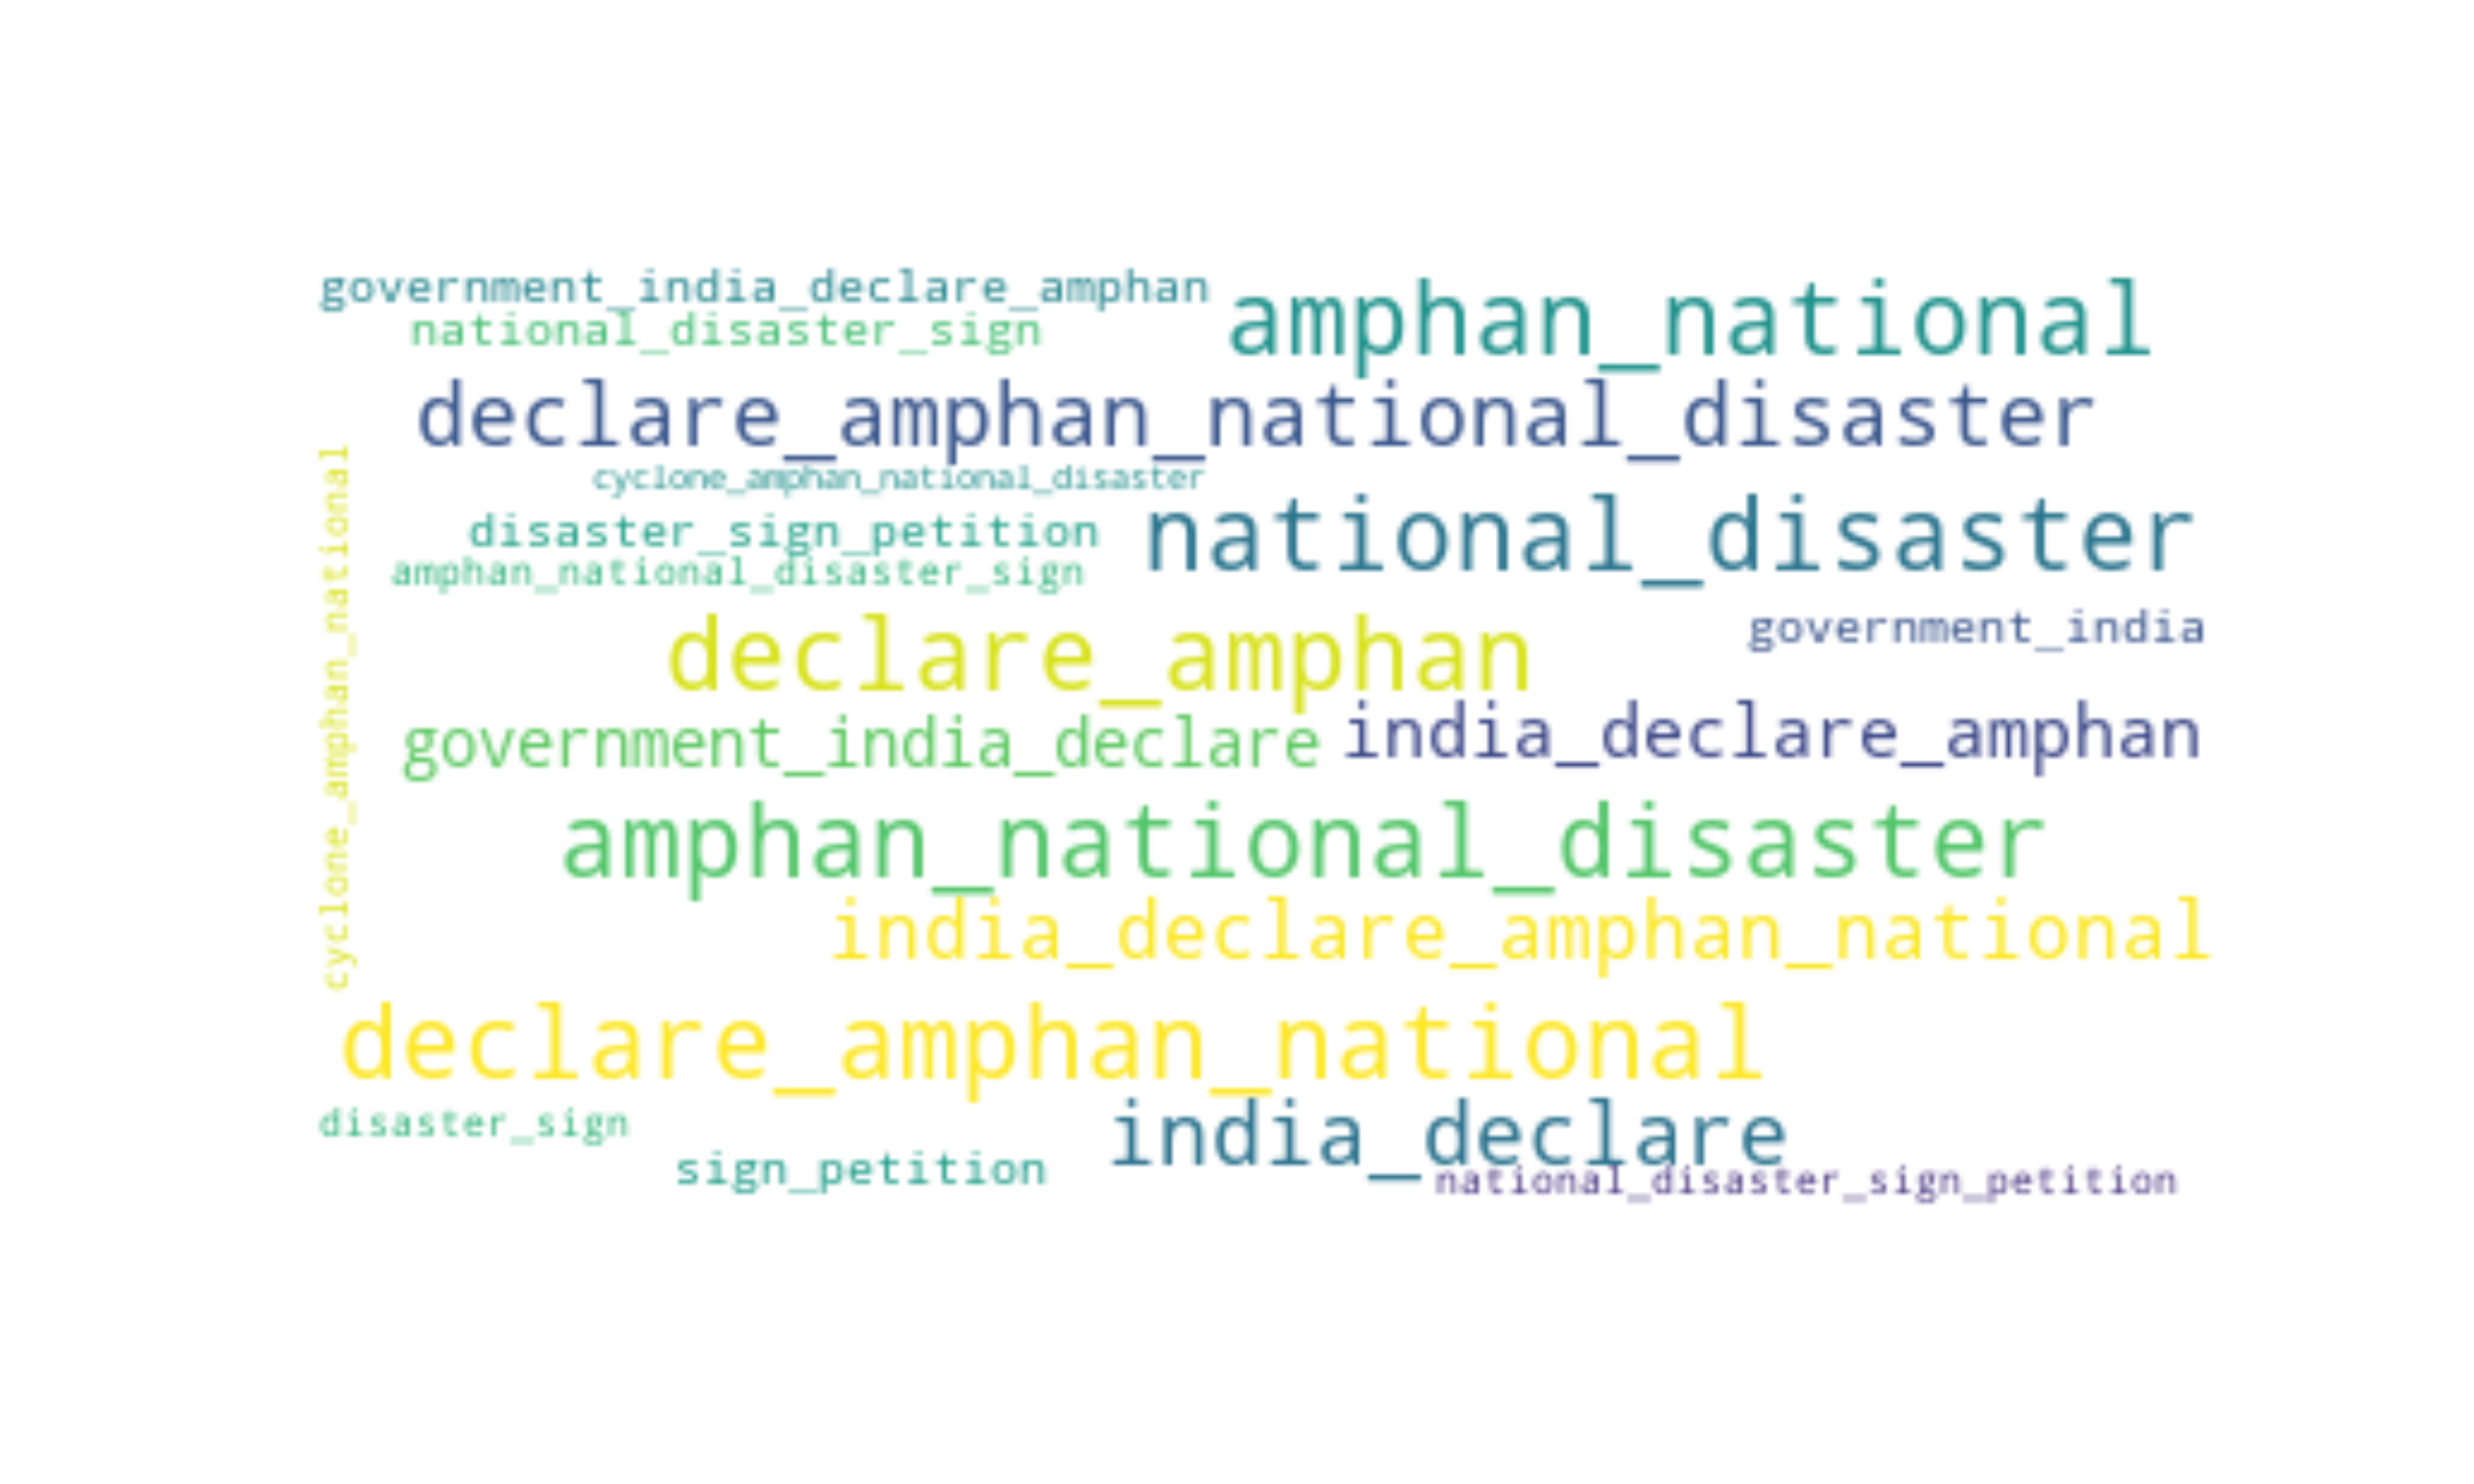 government_india_declare_amphan
amphan_national
national_disaster_sign
declare_amphan_national_disaster
cyclone_amphan_national
cyclone_amphan_national_disaster
national_disaster
disaster_sign_petition
amphan_national_disaster_sign
declare_amphan
government_india
government_india_declare
india_declare_amphan
amphan_national_disaster
india_declare_amphan_national
declare_amphan_national
disaster_sign
india_declare
sign_petition
national_disaster_sign_petition